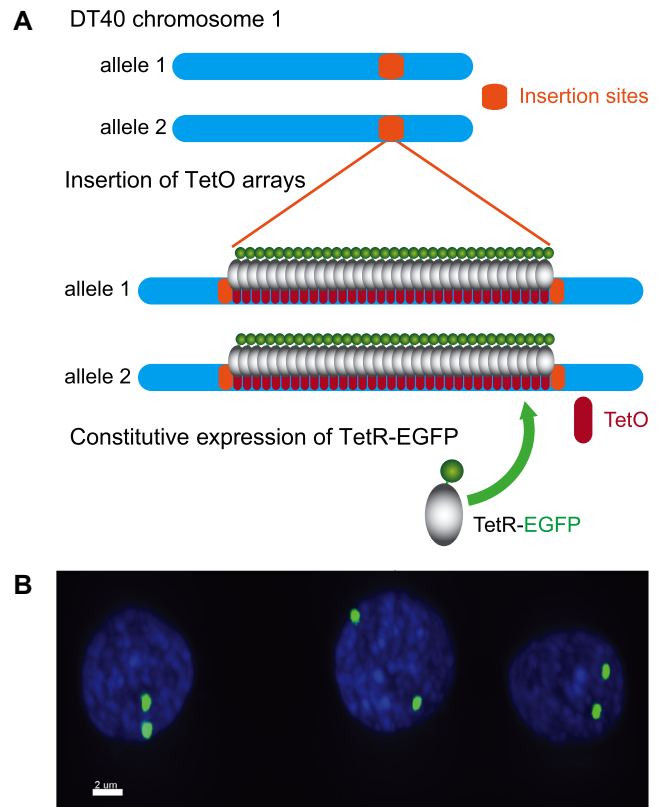 A
DT40 chromosome 1
allele 1
Insertion sites
allele 2
Insertion of TetO arrays
allele 1
allele 2
TetO
Constitutive expression of TetR-EGFP
TetR-EGFP
B
2 um